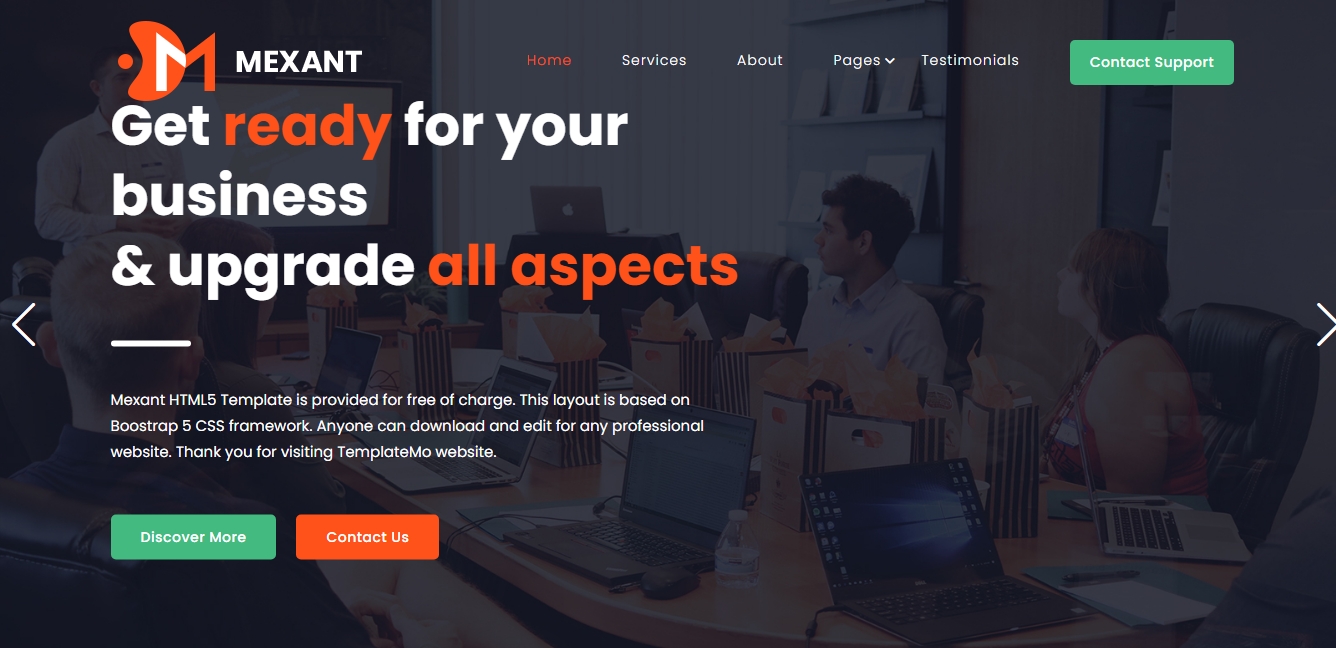 MEXANT
Home Services About Pages Testimonials Contact Support
Get ready for your
business
& upgrade all aspects
Mexant HTML5 Template is provided for free of charge. This layout is based on
Boostrap 5 CSS framework. Anyone can download and edit for any professional
website. Thank you for visiting TemplateMo website.
Discover More Contact Us